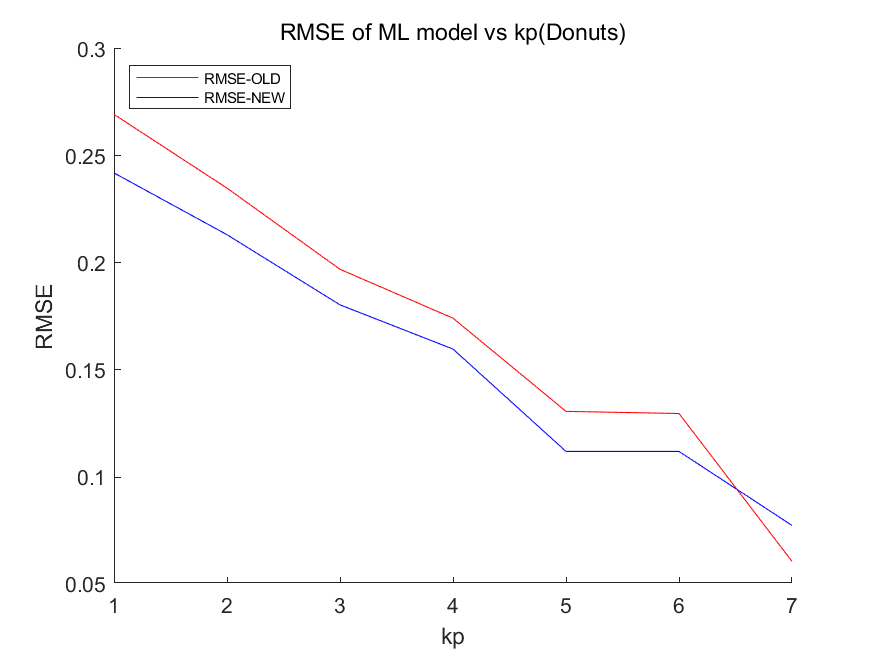 RMSE of ML model vs kp(Donuts)
0.3
RMSE-OLD
RMSE-NEW
0.25
0.2
RMSE
0.15
0.1
0.05
1 2 3 4 5 6 7
kp